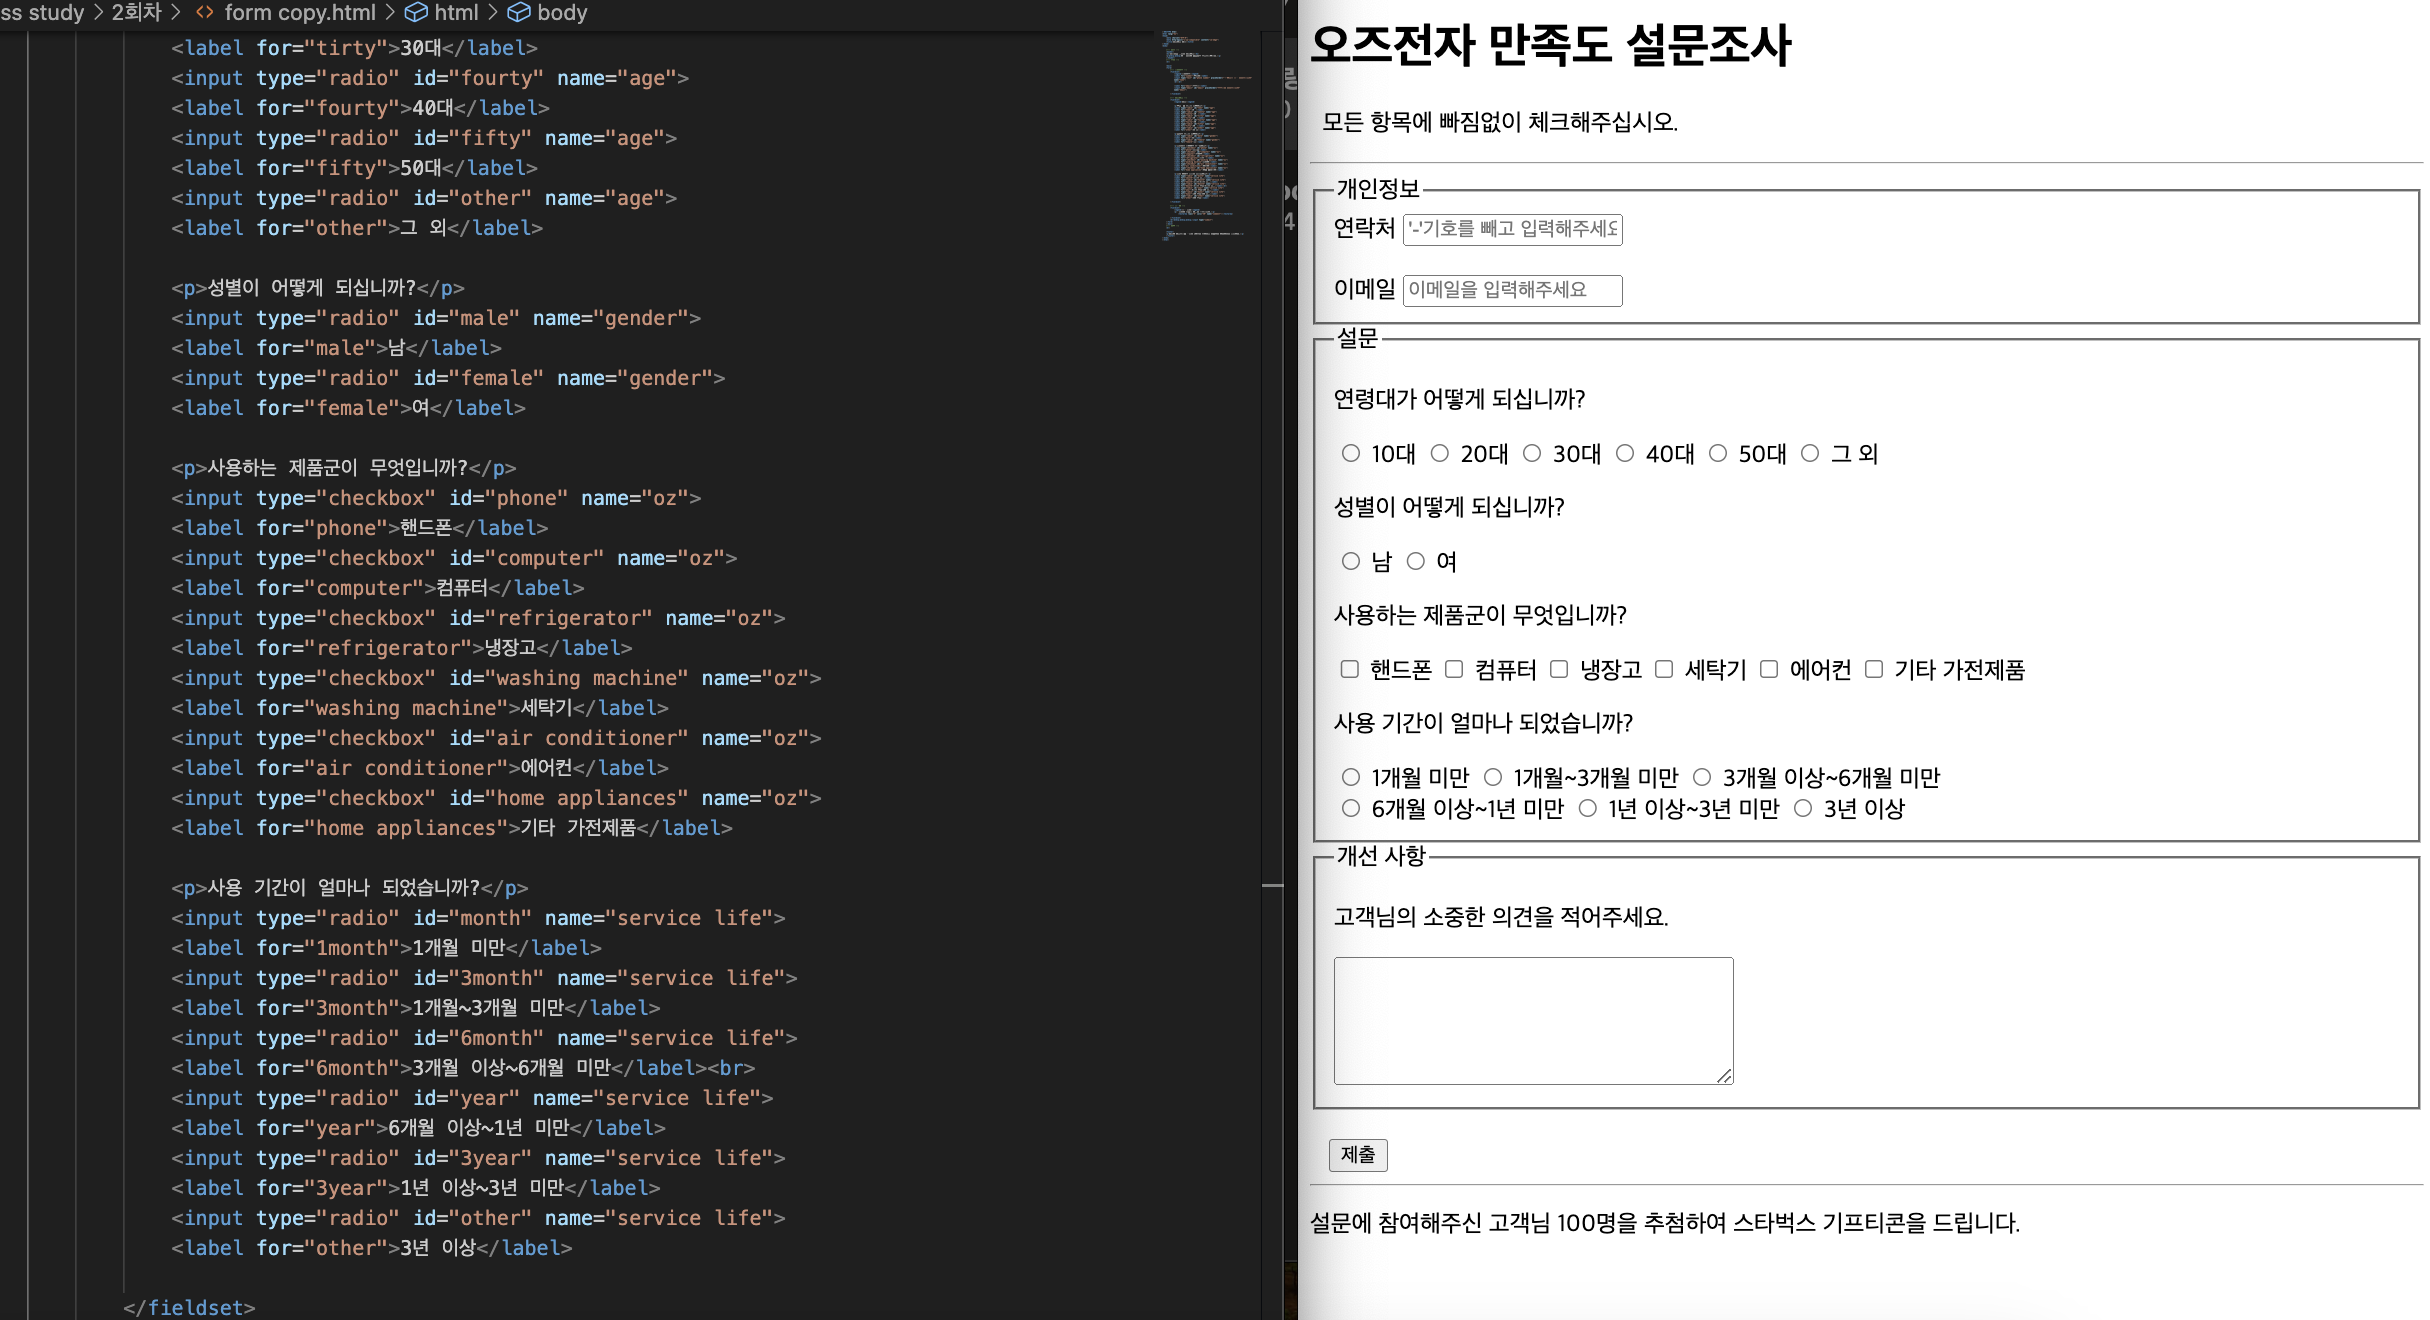 ss study > 2회차 > <> form copy.html > html > body
<label for="tirty">30대</label>
<input type="radio" id="fourty" name="age">
<label for="fourty">40대</label>
<input type="radio" id="fifty" name="age">
<label for="fifty">50대</label>
<input type="radio" id="other" name="age">
<label for="other">그 외</label>
<p>성별이 어떻게 되십니까?</p>
<input type="radio" id="male" name="gender">
<label for="male">남</label>
<input type="radio" id="female" name="gender">
<label for="female">여</label>
<p>사용하는 제품군이 무엇입니까?</p>
<input type="checkbox" id="phone" name="oz">
<label for="phone">핸드폰</label>
<input type="checkbox" id="computer" name="oz">
<label for="computer">컴퓨터</label>
<input type="checkbox" id="refrigerator" name="oz">
<label for="refrigerator">냉장고</label>
<input type="checkbox" id="washing machine" name="oz">
<label for="washing machine">세탁기</label>
<input type="checkbox" id="air conditioner" name="oz">
<label for="air conditioner">에어컨</label>
<input type="checkbox" id="home appliances" name="oz">
<label for="home appliances">기타 가전제품</label>
<p>사용 기간이 얼마나 되었습니까?</p>
<input type="radio" id="month" name="service life">
<label for="1month">1개월 미만</label>
<input type="radio" id="3month" name="service life">
<label for="3month">1개월~3개월 미만</label>
<input type="radio" id="6month" name="service life">
<label for="6month">3개월 이상~6개월 미만</label><br>
<input type="radio" id="year" name="service life">
<label for="year">6개월 이상~1년 미만</label>
<input type="radio" id="3year" name="service life">
<label for="3year">1년 이상~3년 미만</label>
<input type="radio" id="other" name="service life">
<label for="other">3년 이상</label>
</fieldset>
오즈전자 만족도 설문조사
모든 항목에 빠짐없이 체크해주십시오.
개인정보
연락처 '-'기호를 빼고 입력해주세요
이메일 이메일을 입력해주세요
설문
연령대가 어떻게 되십니까?
10대 20대 30대 40대 50대 그 외
성별이 어떻게 되십니까?
남 여
사용하는 제품군이 무엇입니까?
핸드폰 컴퓨터 냉장고 세탁기 에어컨 기타 가전제품
사용 기간이 얼마나 되었습니까?
1개월 미만 1개월~3개월 미만 3개월 이상~6개월 미만
6개월 이상~1년 미만 1년 이상~3년 미만 3년 이상
개선 사항
고객님의 소중한 의견을 적어주세요.
제출
설문에 참여해주신 고객님 100명을 추첨하여 스타벅스 기프티콘을 드립니다.